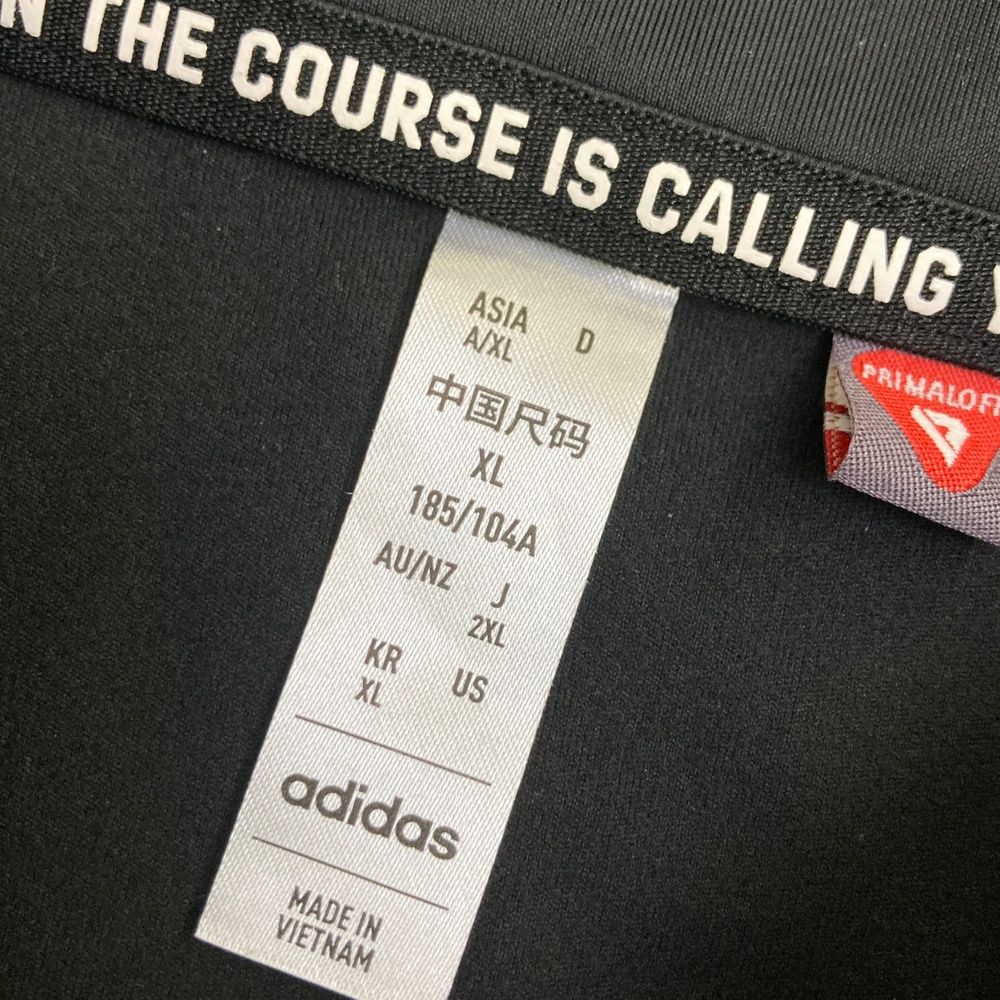 N THE COURSE IS CALLING Y
PRIMALOFT
ASIA D
A/XL
中国尺码
XL
185/104A
AU/NZ J
2XL
KR US
XL
adidas
MADE IN
VIETNAM